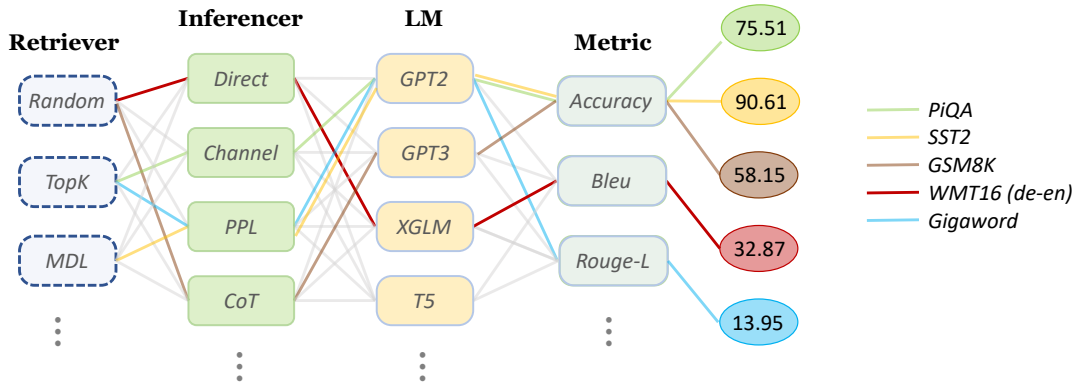 Retriever
Inferencer
LM
Metric
Random
TopK
MDL
Direct
Channel
PPL
CoT
GPT2
GPT3
XGLM
T5
Accuracy
Bleu
Rouge-L
75.51
90.61
58.15
32.87
13.95
PiQA
SST2
GSM8K
WMT16 (de-en)
Gigaword